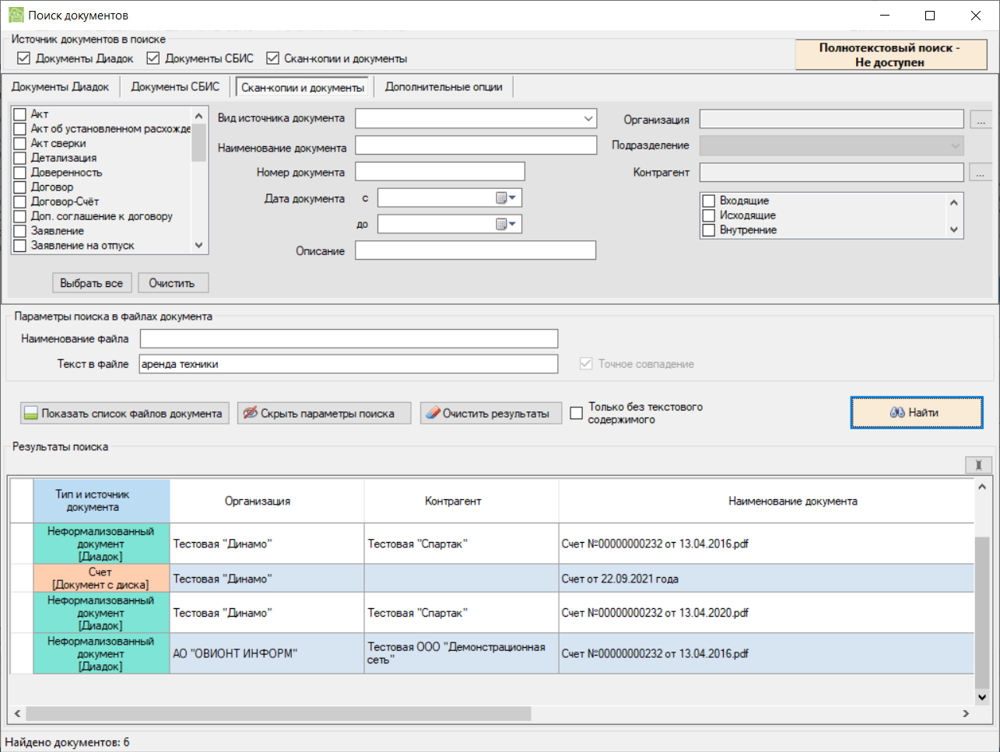 Поиск документов
Источник документов в поиске
Документы Диадок
Документы СБИС
Скан-копии и документы
Полнотекстовый поиск -
Не доступен
Документы Диадок
Документы СБИС
Скан-копии и документы
Дополнительные опции
Акт
Акт об установленном расхожде
Акт сверки
Детализация
Доверенность
Договор
Договор-Счёт
Доп. соглашение к договору
Заявление
Заявление на отпуск
Выбрать все
Очистить
Вид источника документа
Наименование документа
Номер документа
Дата документа
с
до
Описание
Организация
...
Подразделение
Контрагент
...
Входящие
Исходящие
Внутренние
Параметры поиска в файлах документа
Наименование файла
Текст в файле
аренда техники
Точное совпадение
Показать список файлов документа
Скрыть параметры поиска
Очистить результаты
Только без текстового
содержимого
Найти
Результаты поиска
Тип и источник
документа
Организация
Контрагент
Наименование документа
Неформализованный
документ
[Диадок]
Тестовая "Динамо"
Тестовая "Спартак"
Счет №00000000232 от 13.04.2016.pdf
Счет
[Документ с диска]
Тестовая "Динамо"
Счет от 22.09.2021 года
Неформализованный
документ
[Диадок]
Тестовая "Динамо"
Тестовая "Спартак"
Счет №00000000232 от 13.04.2020.pdf
Неформализованный
документ
[Диадок]
АО "ОВИОНТ ИНФОРМ"
Тестовая ООО "Демонстрационная
сеть"
Счет №00000000232 от 13.04.2016.pdf
Найдено документов: 6